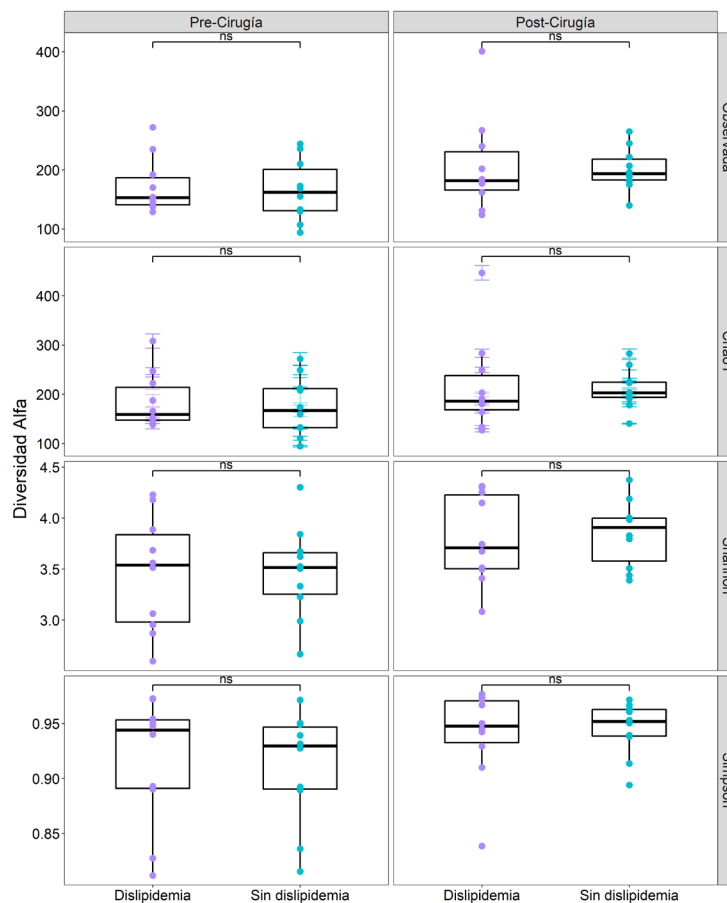 Pre-Cirugía Post-Cirugía
ns ns
400
300
200
100
Observada
ns ns
400
300
200
100
Chao1
Diversidad Alfa
ns ns
4.5
4.0
3.5
3.0
Shannon
ns ns
0.95
0.90
0.85
Simpson
Dislipidemia Sin dislipidemia Dislipidemia Sin dislipidemia